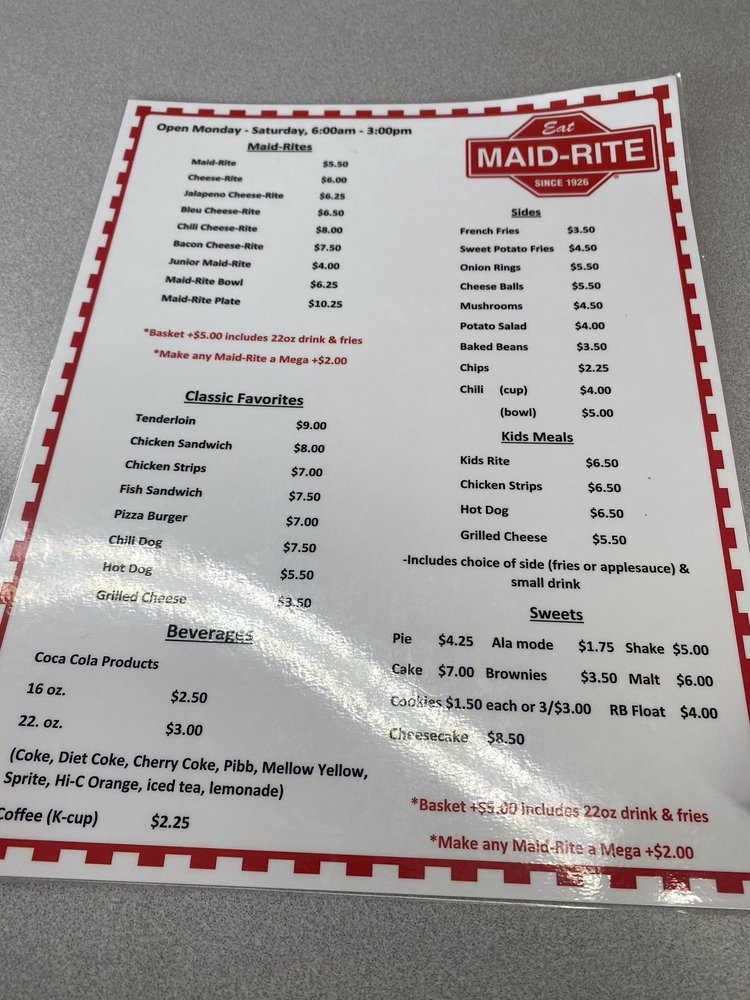 Open Monday - Saturday, 6:00am - 3:00pm
Maid-Rites
Maid-Rite $5.50
Cheese-Rite $6.00
Jalapeno Cheese-Rite $6.25
Bleu Cheese-Rite $6.50
Chili Cheese-Rite $8.00
Bacon Cheese-Rite $7.50
Junior Maid-Rite $4.00
Maid-Rite Bowl $6.25
Maid-Rite Plate $10.25
*Basket +$5.00 includes 22oz drink & fries
*Make any Maid-Rite a Mega +$2.00
Classic Favorites
Tenderloin $9.00
Chicken Sandwich $8.00
Chicken Strips $7.00
Fish Sandwich $7.50
Pizza Burger $7.00
Chili Dog $7.50
Hot Dog $5.50
Grilled Cheese $3.50
Beverages
Coca Cola Products
16 oz. $2.50
22. oz. $3.00
(Coke, Diet Coke, Cherry Coke, Pibb, Mellow Yellow,
Sprite, Hi-C Orange, iced tea, lemonade)
Coffee (K-cup) $2.25
Eat
MAID-RITE
SINCE 1926
Sides
French Fries $3.50
Sweet Potato Fries $4.50
Onion Rings $5.50
Cheese Balls $5.50
Mushrooms $4.50
Potato Salad $4.00
Baked Beans $3.50
Chips $2.25
Chili (cup) $4.00
(bowl) $5.00
Kids Meals
Kids Rite $6.50
Chicken Strips $6.50
Hot Dog $6.50
Grilled Cheese $5.50
-Includes choice of side (fries or applesauce) &
small drink
Sweets
Pie $4.25 Ala mode $1.75 Shake $5.00
Cake $7.00 Brownies $3.50 Malt $6.00
Cookies $1.50 each or 3/$3.00 RB Float $4.00
Cheesecake $8.50
*Basket +$5.00 includes 22oz drink & fries
*Make any Maid-Rite a Mega +$2.00